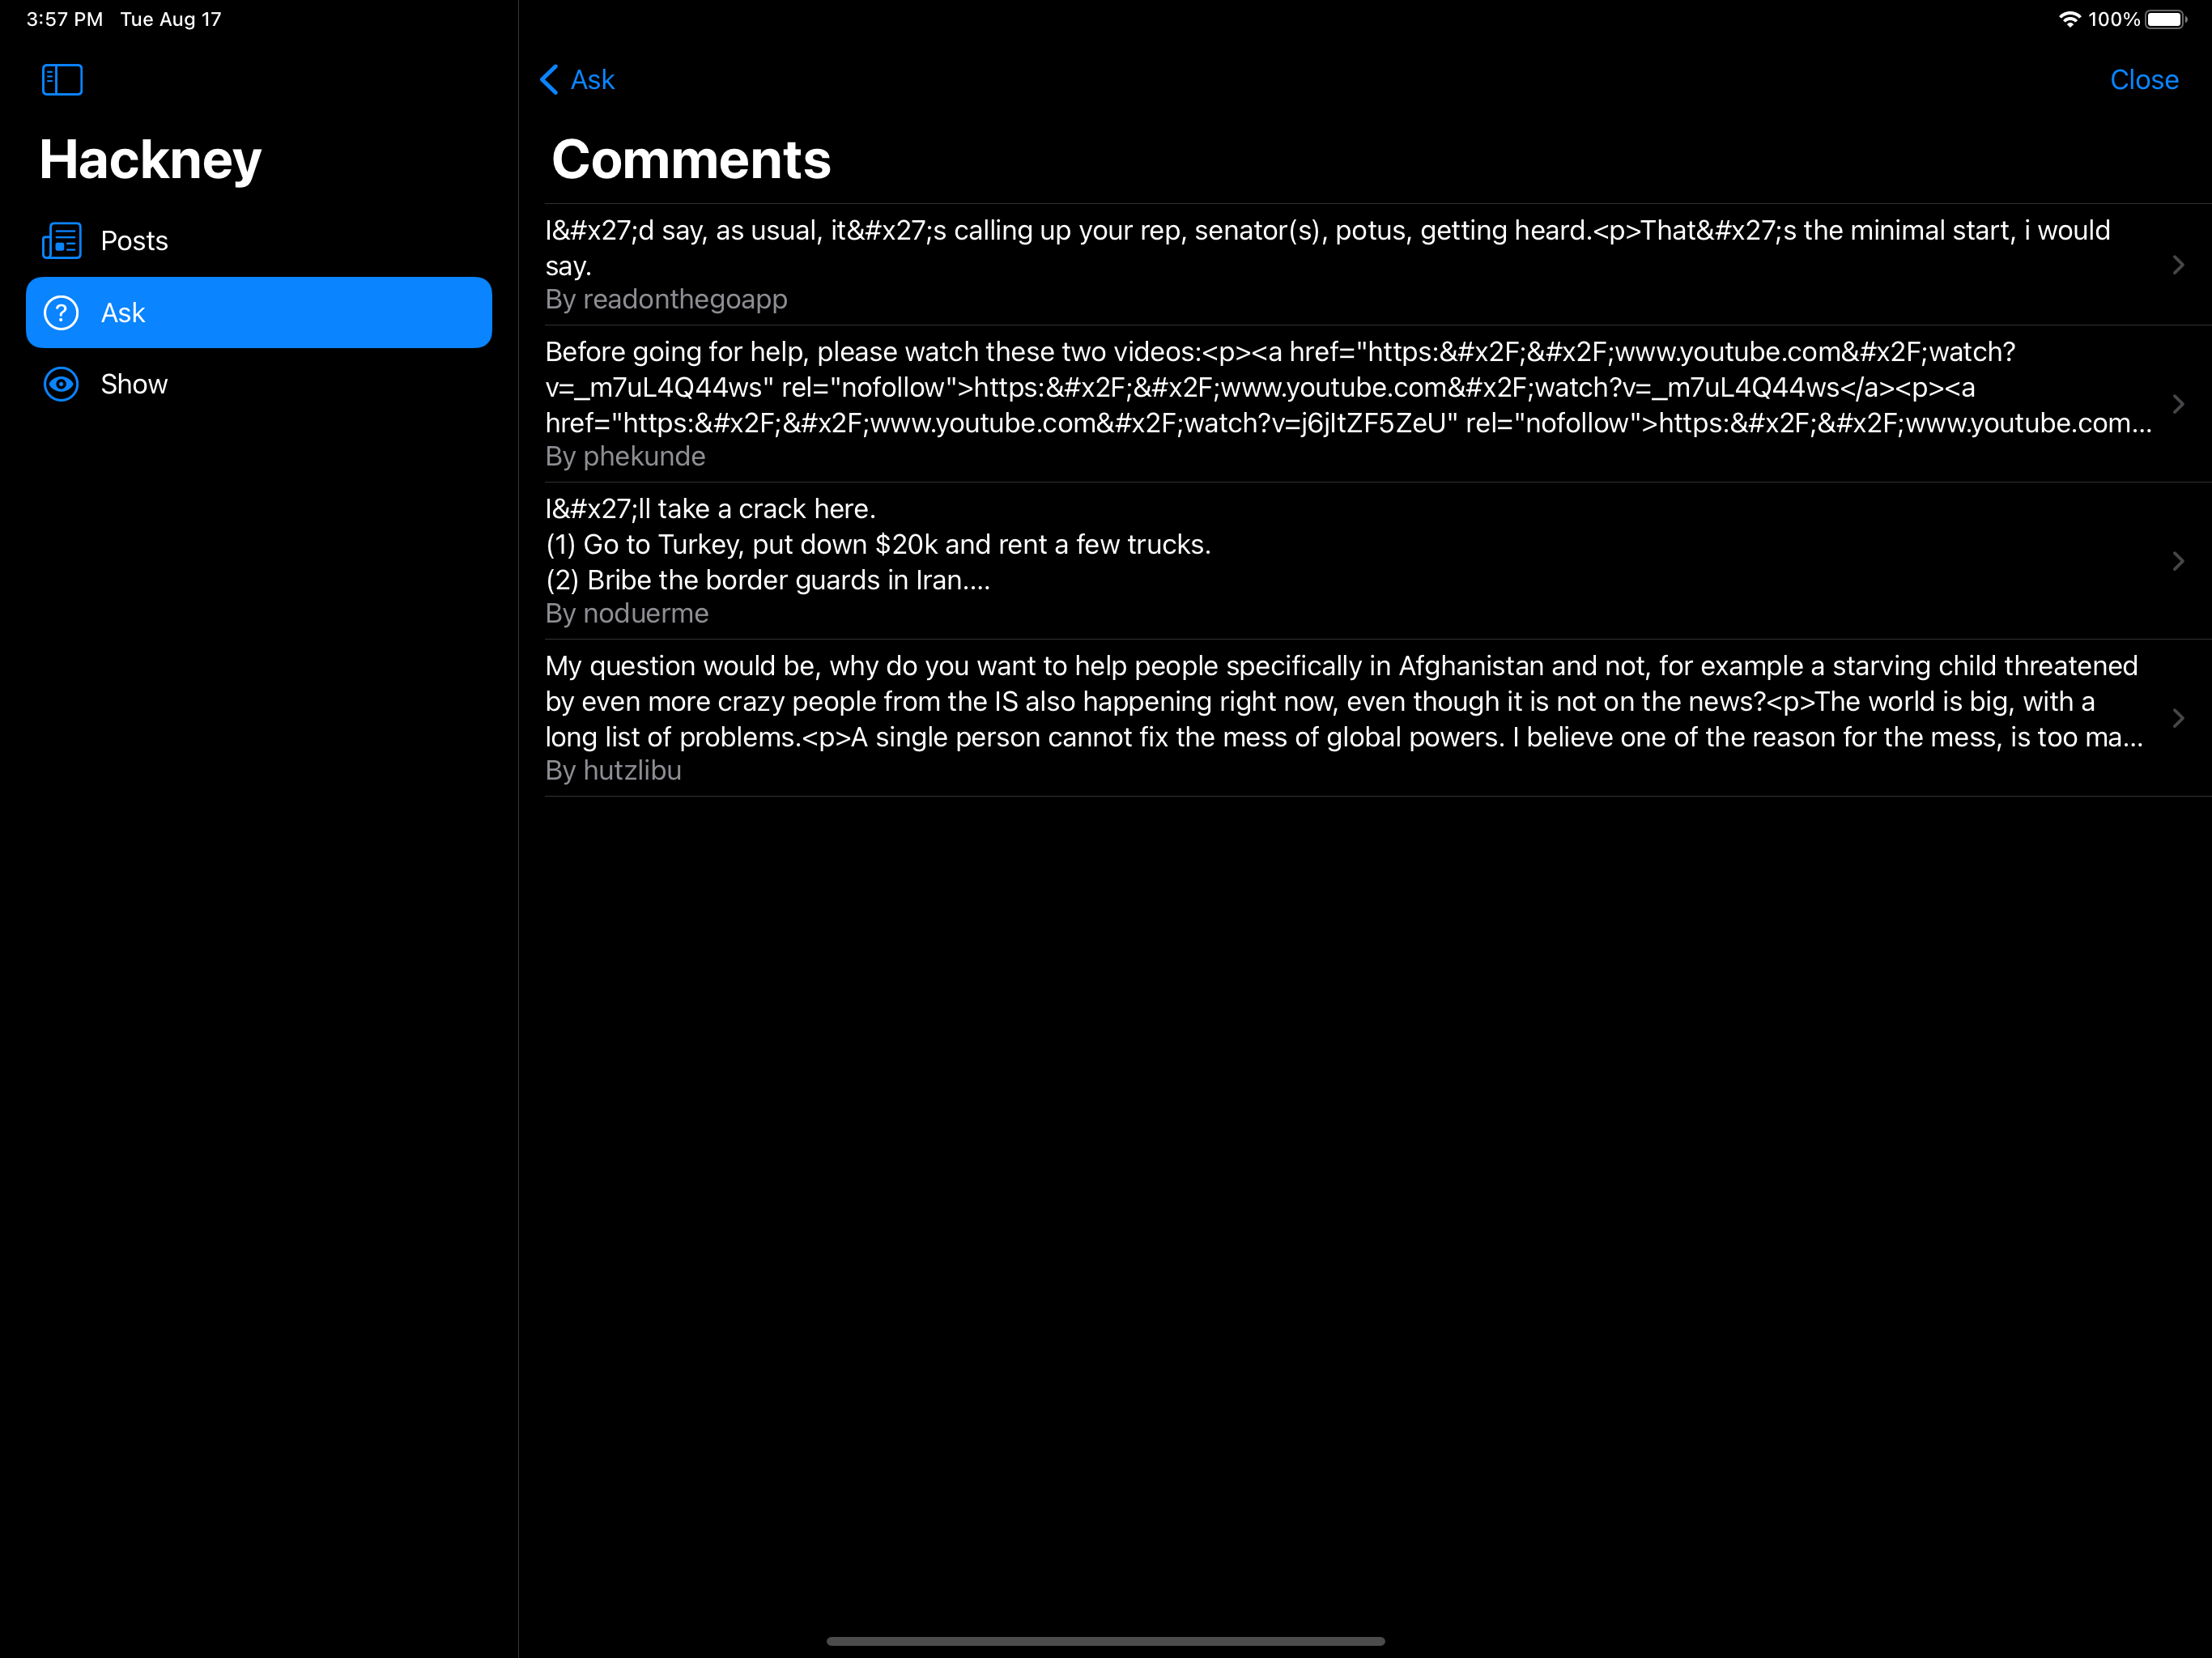 3:57 PM Tue Aug 17
100%
Hackney
Posts
Ask
Show
Ask
Close
Comments
I&#x27;d say, as usual, it&#x27;s calling up your rep, senator(s), potus, getting heard.<p>That&#x27;s the minimal start, i would
say.
By readonthegoapp
Before going for help, please watch these two videos:<p><a href="https:&#x2F;&#x2F;www.youtube.com&#x2F;watch?
v=_m7uL4Q44ws" rel="nofollow">https:&#x2F;&#x2F;www.youtube.com&#x2F;watch?v=_m7uL4Q44ws</a><p><a
href="https:&#x2F;&#x2F;www.youtube.com&#x2F;watch?v=j6jItZF5ZeU" rel="nofollow">https:&#x2F;&#x2F;www.youtube.com...
By phekunde
I&#x27;ll take a crack here.
(1) Go to Turkey, put down $20k and rent a few trucks.
(2) Bribe the border guards in Iran....
By noduerme
My question would be, why do you want to help people specifically in Afghanistan and not, for example a starving child threatened
by even more crazy people from the IS also happening right now, even though it is not on the news?<p>The world is big, with a
long list of problems.<p>A single person cannot fix the mess of global powers. I believe one of the reason for the mess, is too ma...
By hutzlibu